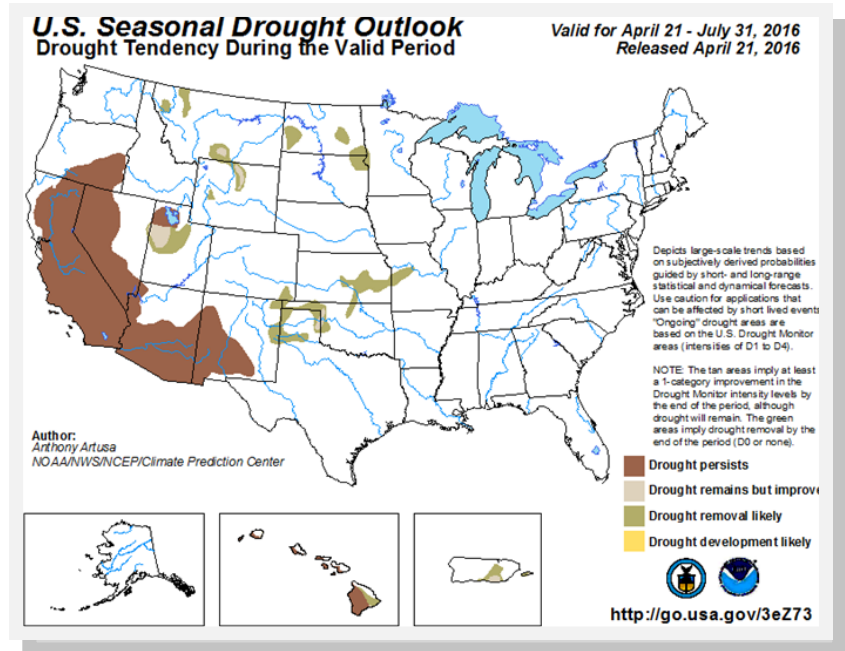 U.S. Seasonal Drought Outlook
Drought Tendency During the Valid Period
Valid for April 21 - July 31, 2016
Released April 21, 2016
Depicts large-scale trends based
on subjectively derived probabilities
guided by short- and long-range
statistical and dynamical forecasts.
Use caution for applications that
can be affected by short lived event
"Ongoing" drought areas are
based on the U.S. Drought Monitor
areas (intensities of D1 to D4).
NOTE: The tan areas imply at least
a 1-category improvement in the
Drought Monitor intensity levels by
the end of the period, although
drought will remain. The green
areas imply drought removal by the
end of the period (D0 or none).
Author:
Anthony Artusa
NOAA/NWS/NCEP/Climate Prediction Center
Drought persists
Drought remains but improve
Drought removal likely
Drought development likely
http://go.usa.gov/3eZ73